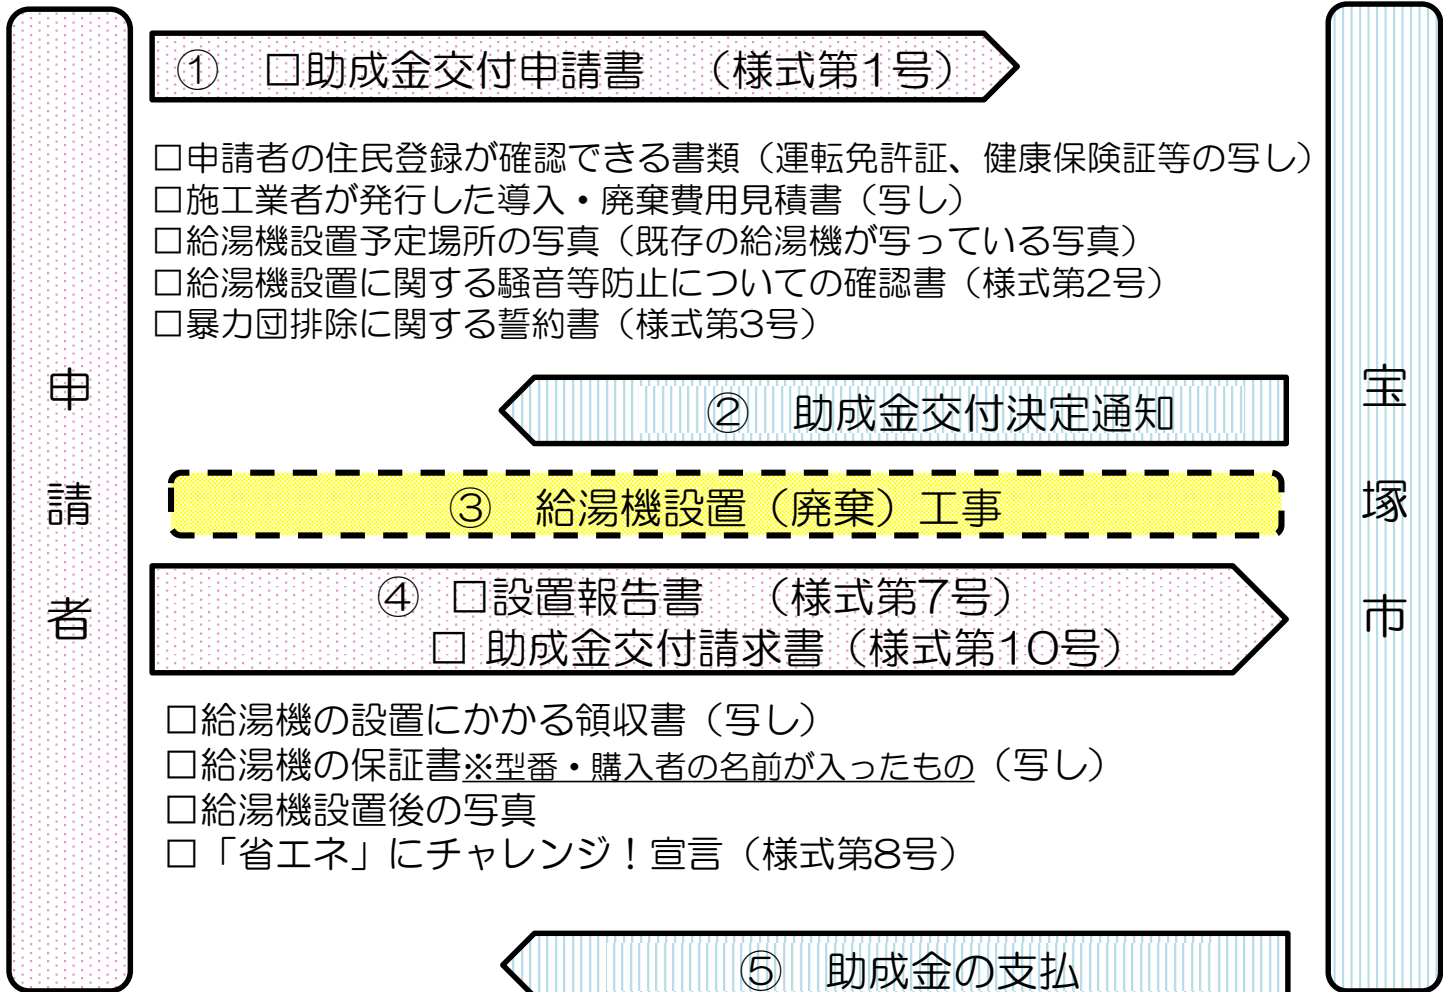 申請者
① □助成金交付申請書 （様式第1号）
□申請者の住民登録が確認できる書類（運転免許証、健康保険証等の写し）
□施工業者が発行した導入・廃棄費用見積書（写し）
□給湯機設置予定場所の写真（既存の給湯機が写っている写真）
□給湯機設置に関する騒音等防止についての確認書（様式第2号）
□暴力団排除に関する誓約書（様式第3号）
② 助成金交付決定通知
③ 給湯機設置（廃棄）工事
④ □設置報告書 （様式第7号）
□ 助成金交付請求書（様式第10号）
□給湯機の設置にかかる領収書（写し）
□給湯機の保証書※型番・購入者の名前が入ったもの（写し）
□給湯機設置後の写真
□「省エネ」にチャレンジ！宣言（様式第8号）
⑤ 助成金の支払
宝塚市